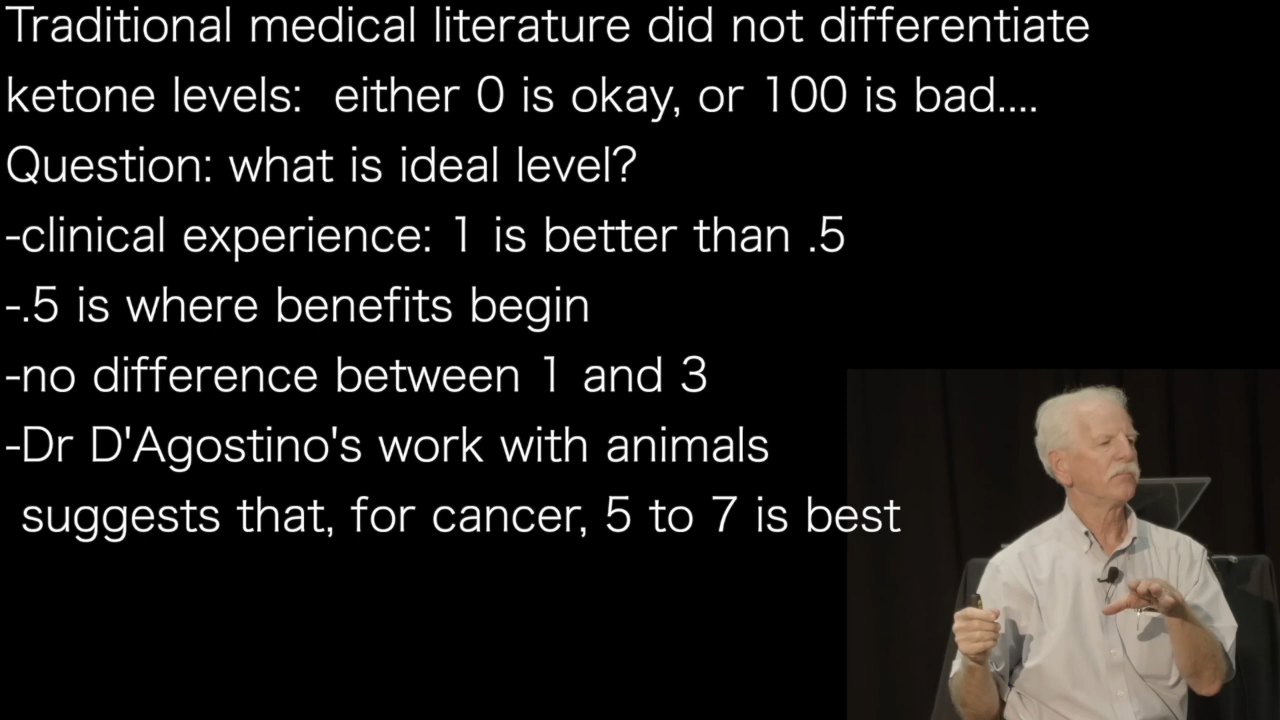 Traditional medical literature did not differentiate
ketone levels:  either 0 is okay, or 100 is bad....
Question: what is ideal level?
-clinical experience: 1 is better than .5
-.5 is where benefits begin
-no difference between 1 and 3
-Dr D'Agostino's work with animals
suggests that, for cancer, 5 to 7 is best